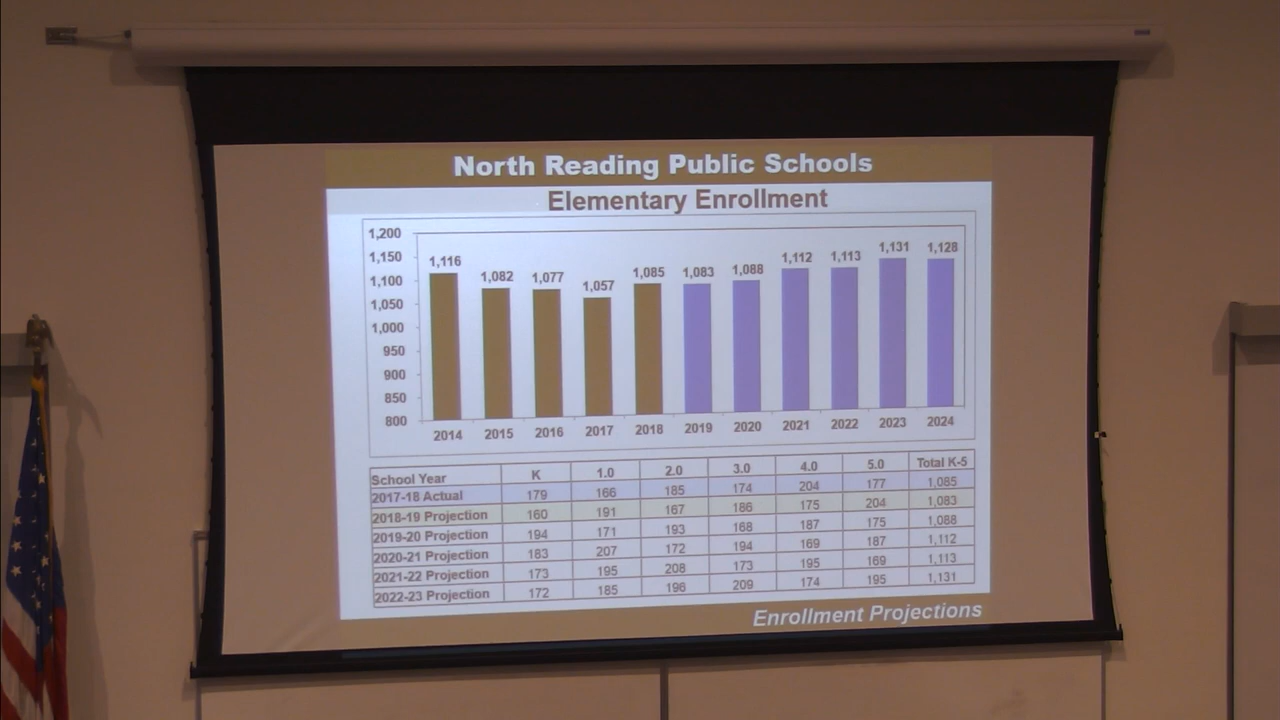 North Reading Public Schools
Elementary Enrollment
1,200
1,150
1,100
1,050
1,000
950
900
850
800
1,116 1,082 1,077 1,057 1,085 1,083 1,088 1,112 1,113 1,131 1,128
2014 2015 2016 2017 2018 2019 2020 2021 2022 2023 2024
School Year K 1.0 2.0 3.0 4.0 5.0 Total K-5
2017-18 Actual 179 166 185 174 204 177 1,085
2018-19 Projection 160 191 167 186 175 204 1,083
2019-20 Projection 194 171 193 168 187 175 1,088
2020-21 Projection 183 207 172 194 169 187 1,112
2021-22 Projection 173 195 208 173 195 169 1,113
2022-23 Projection 172 185 196 209 174 195 1,131
Enrollment Projections